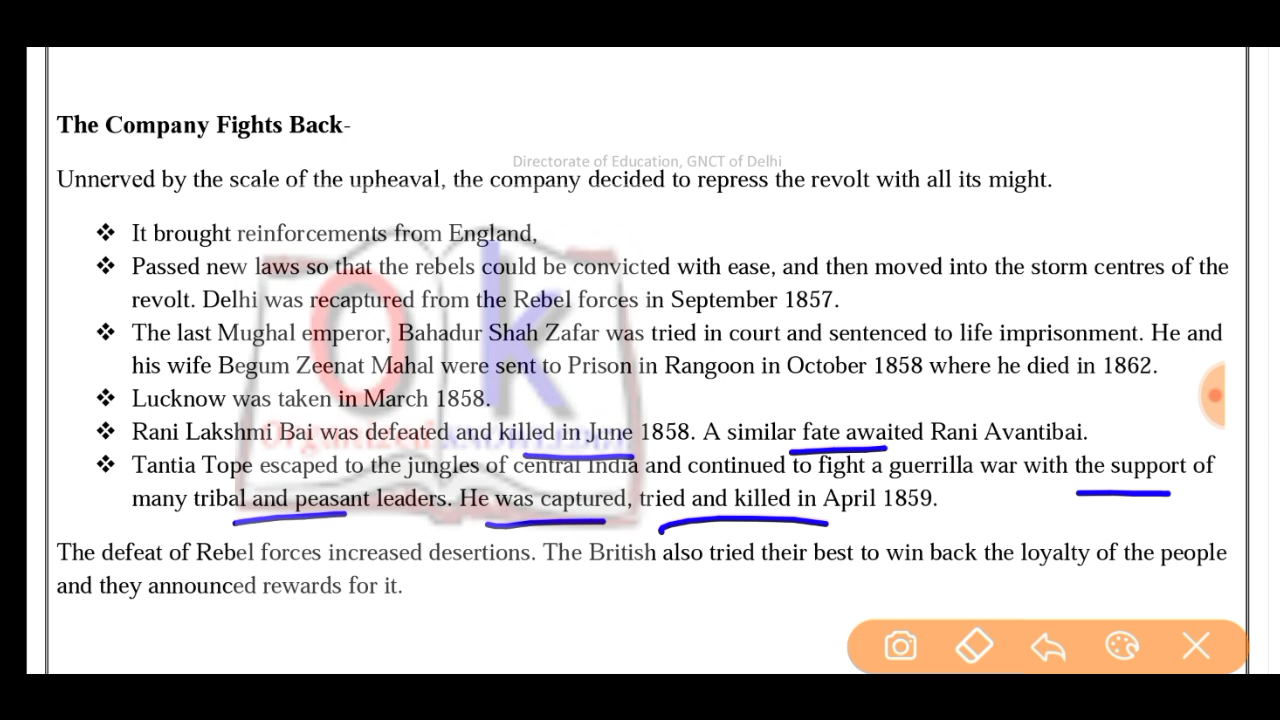 The Company Fights Back-
Directorate of Education, GNCT of Delhi
Unnerved by the scale of the upheaval, the company decided to repress the revolt with all its might.
❖ It brought reinforcements from England,
❖ Passed new laws so that the rebels could be convicted with ease, and then moved into the storm centres of the
revolt. Delhi was recaptured from the Rebel forces in September 1857.
❖ The last Mughal emperor, Bahadur Shah Zafar was tried in court and sentenced to life imprisonment. He and
his wife Begum Zeenat Mahal were sent to Prison in Rangoon in October 1858 where he died in 1862.
❖ Lucknow was taken in March 1858.
❖ Rani Lakshmi Bai was defeated and killed in June 1858. A similar fate awaited Rani Avantibai.
❖ Tantia Tope escaped to the jungles of central India and continued to fight a guerrilla war with the support of
many tribal and peasant leaders. He was captured, tried and killed in April 1859.
The defeat of Rebel forces increased desertions. The British also tried their best to win back the loyalty of the people
and they announced rewards for it.
ok